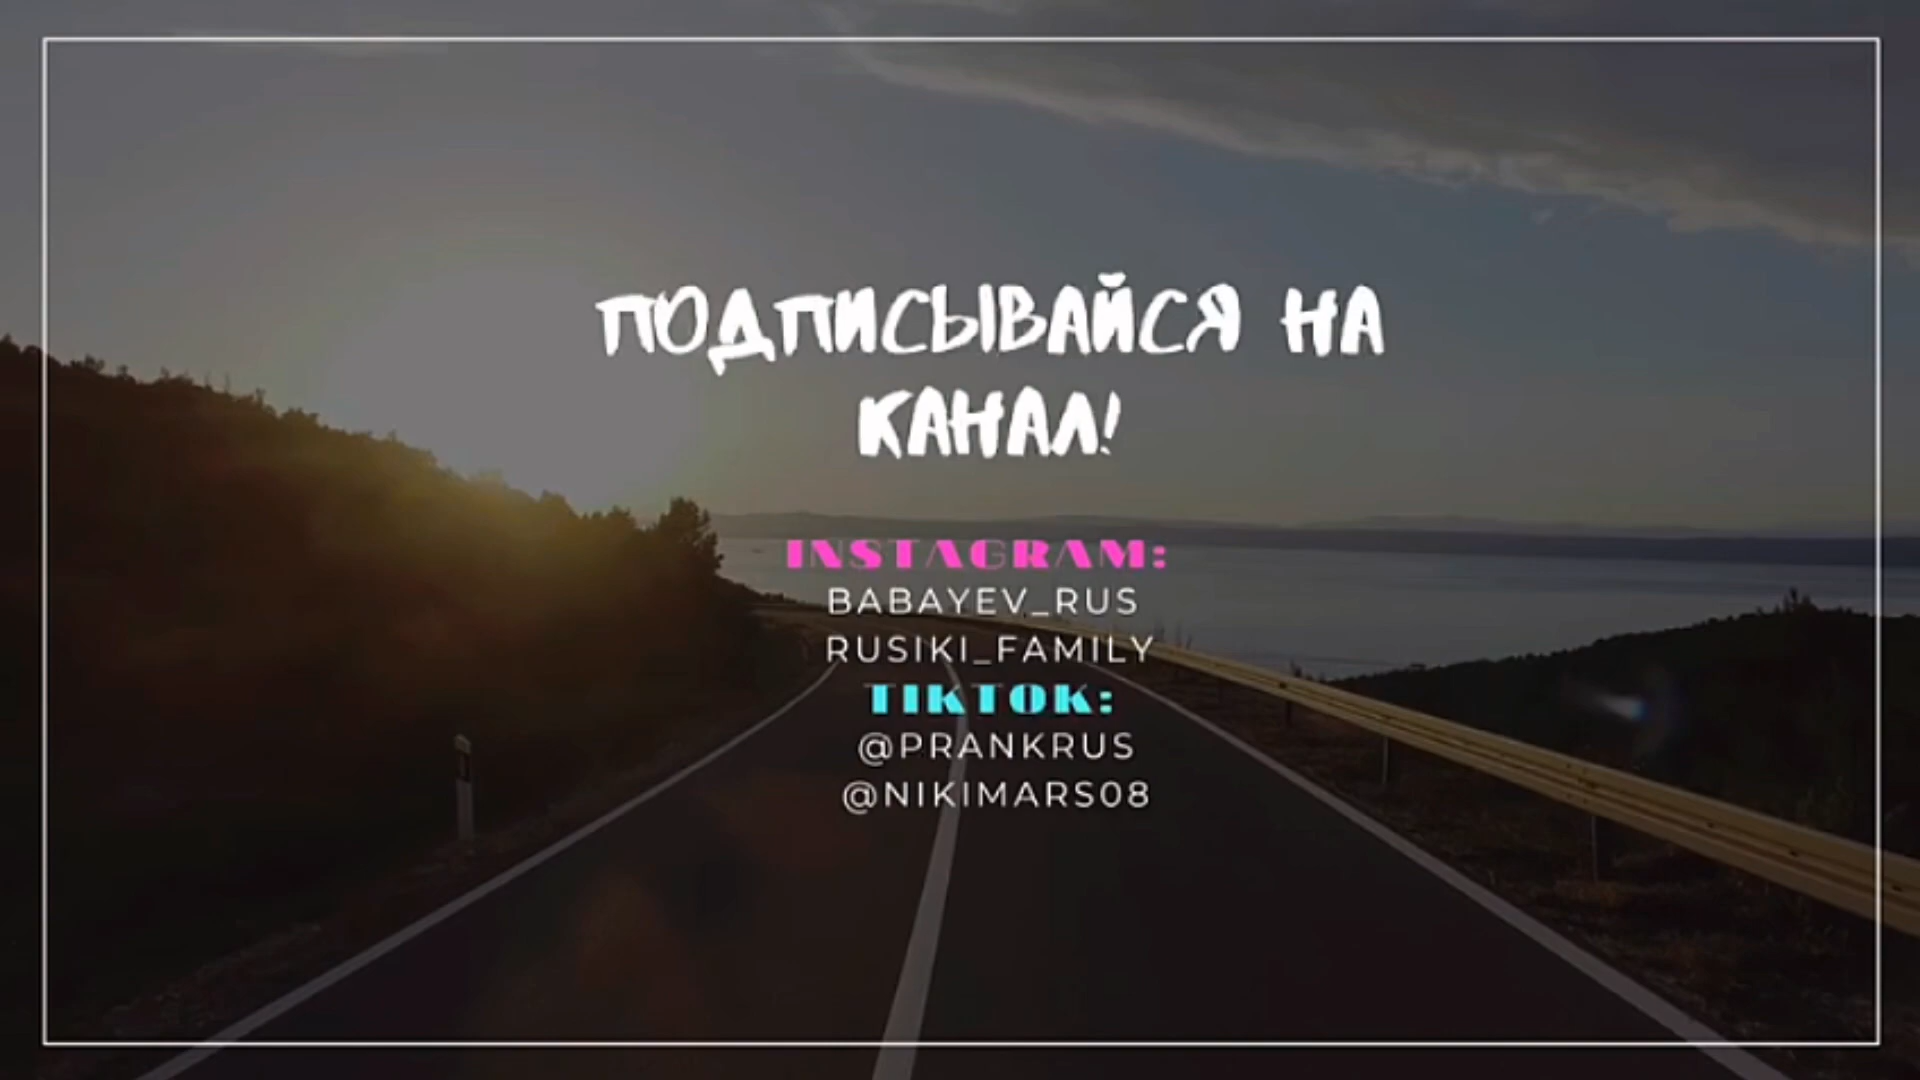 ПОДПИСЫВАЙСЯ НА
КАНАЛ!
INSTAGRAM:
BABAYEV_RUS
RUSIKI_FAMILY
TIKTOK:
@PRANKRUS
@NIKIMARS08